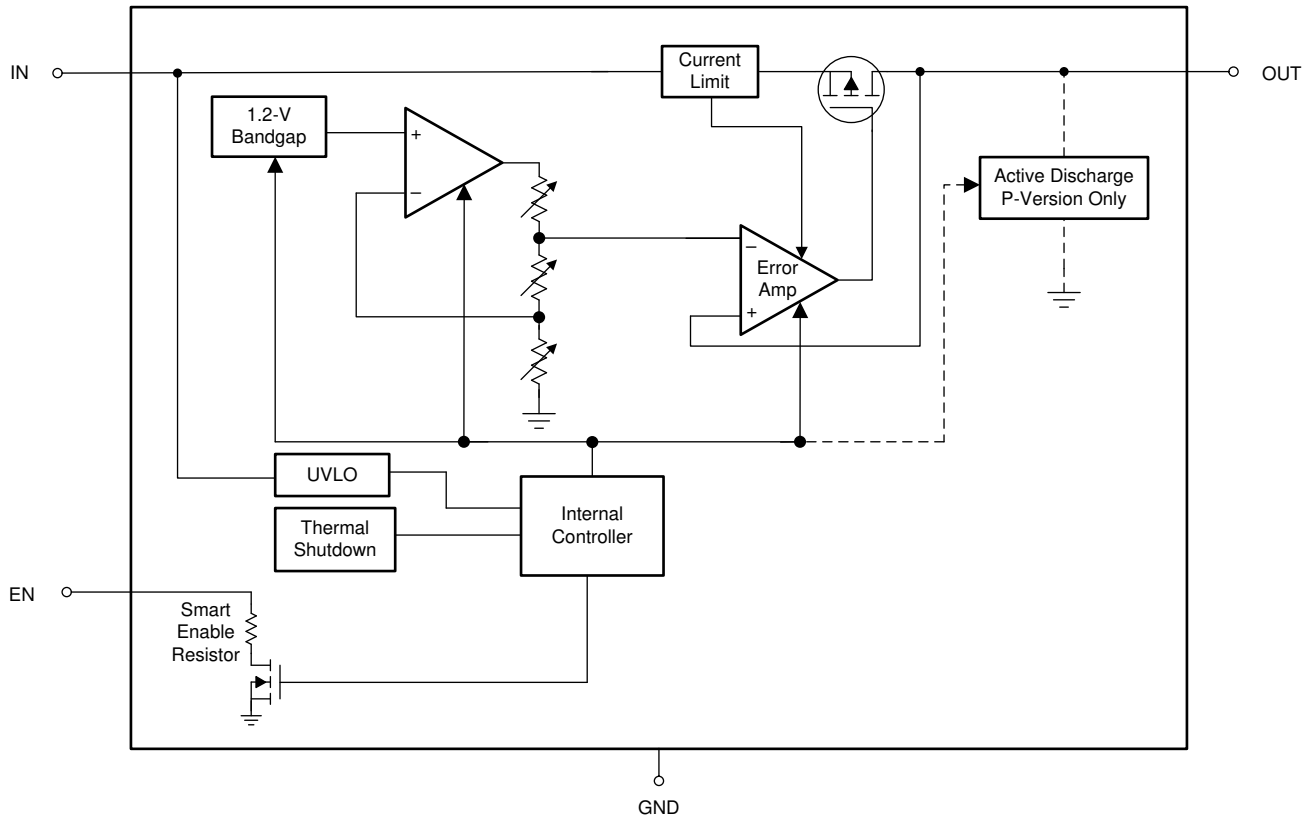 IN
Current
Limit
OUT
1.2-V
Bandgap
+
–
Active Discharge
P-Version Only
–
Error
Amp
+
UVLO
Thermal
Shutdown
Internal
Controller
EN
Smart
Enable
Resistor
GND